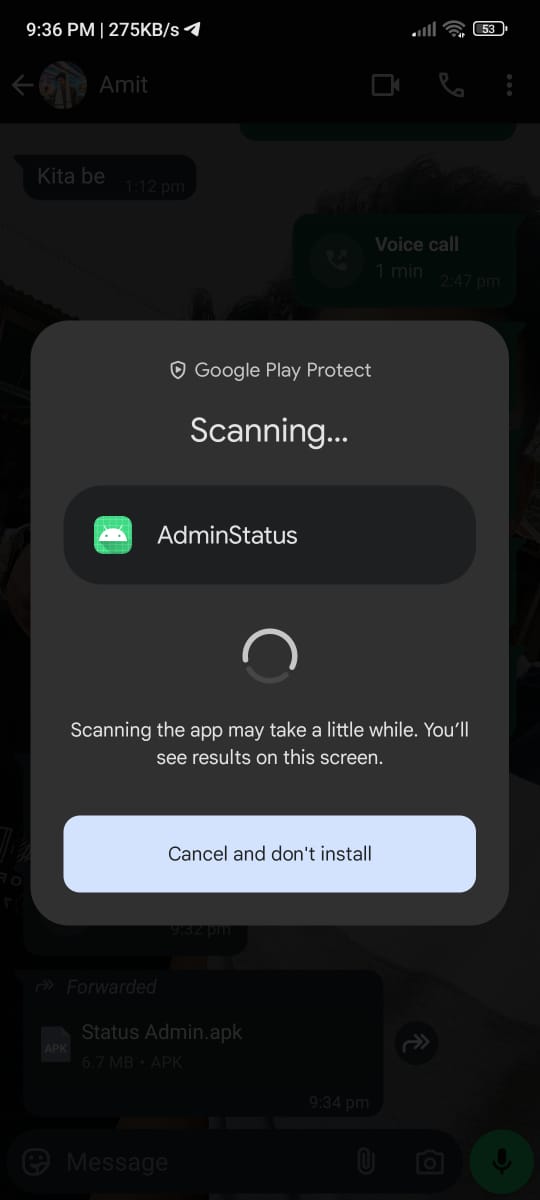 9:36 PM | 275KB/s
53
Amit
Kita be
1:12 pm
Voice call
1 min
2:47 pm
Google Play Protect
Scanning...
AdminStatus
Scanning the app may take a little while. You’ll
see results on this screen.
Cancel and don't install
9:32 pm
Forwarded
Status Admin.apk
APK
6.7 MB • APK
9:34 pm
Message